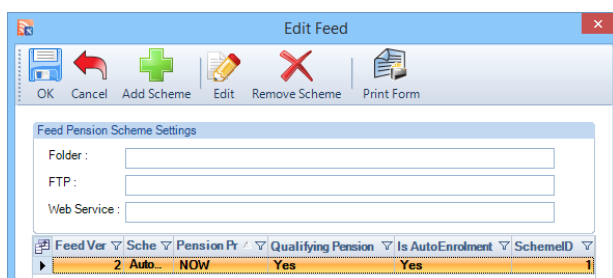 Edit Feed
OK Cancel Add Scheme Edit Remove Scheme Print Form
Feed Pension Scheme Settings
Folder :
FTP :
Web Service :
Feed Ver Sche Pension Pr Qualifying Pension Is AutoEnrolment SchemeID
2 Auto... NOW Yes Yes 1